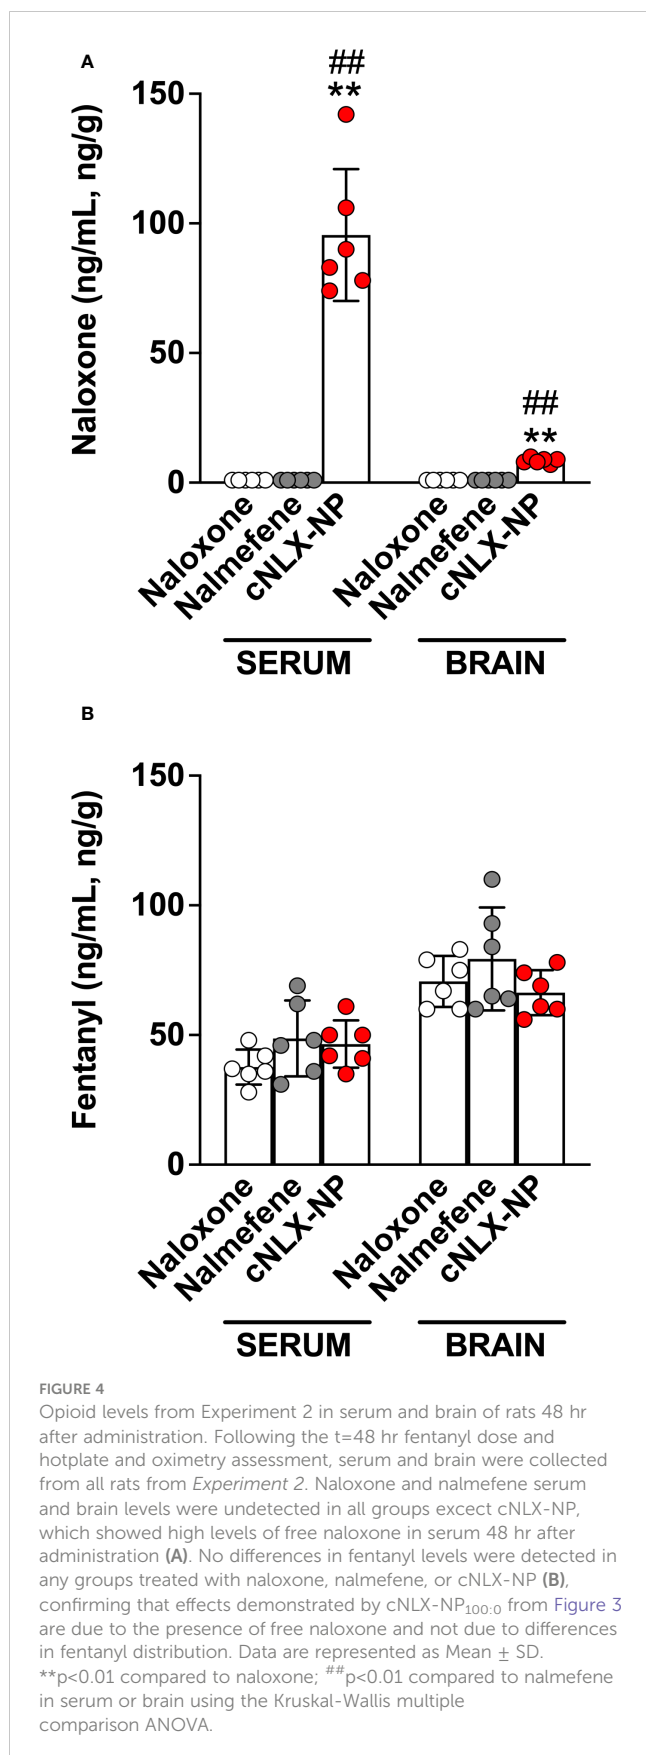 A
##
**
Naloxone (ng/mL, ng/g)
150
100
50
0
##
**
Naloxone
Nalmefene
cNLX-NP
Naloxone
Nalmefene
cNLX-NP
SERUM
BRAIN
B
Fentanyl (ng/mL, ng/g)
150
100
50
0
Naloxone
Nalmefene
cNLX-NP
Naloxone
Nalmefene
cNLX-NP
SERUM
BRAIN
FIGURE 4
Opioid levels from Experiment 2 in serum and brain of rats 48 hr
after administration. Following the t=48 hr fentanyl dose and
hotplate and oximetry assessment, serum and brain were collected
from all rats from Experiment 2. Naloxone and nalmefene serum
and brain levels were undetected in all groups except cNLX-NP,
which showed high levels of free naloxone in serum 48 hr after
administration (A). No differences in fentanyl levels were detected in
any groups treated with naloxone, nalmefene, or cNLX-NP (B),
confirming that effects demonstrated by cNLX-NP100:0 from Figure 3
are due to the presence of free naloxone and not due to differences
in fentanyl distribution. Data are represented as Mean ± SD.
**p<0.01 compared to naloxone; ##p<0.01 compared to nalmefene
in serum or brain using the Kruskal-Wallis multiple
comparison ANOVA.